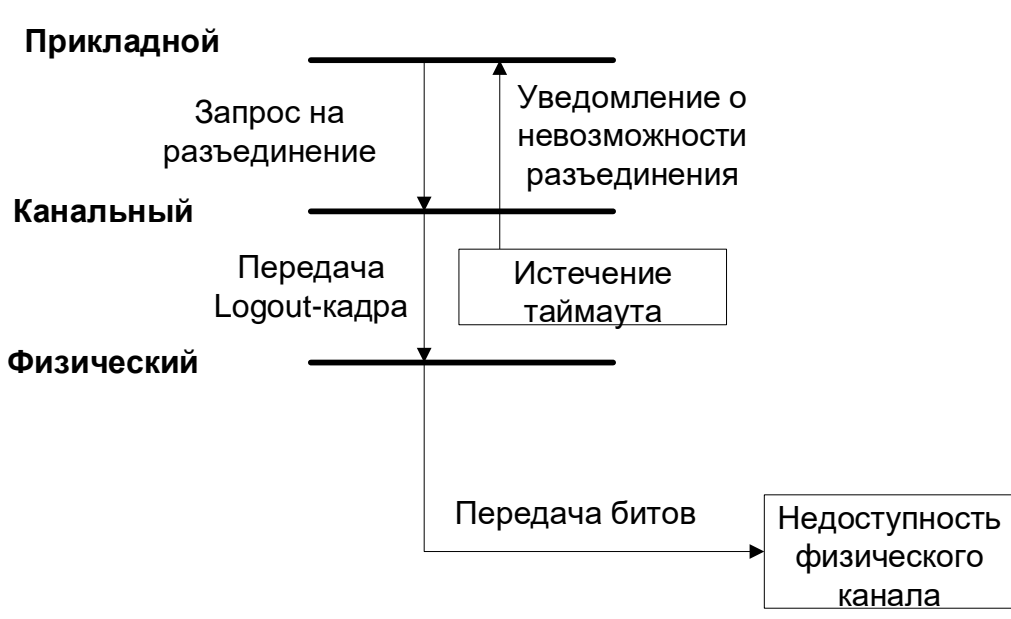 Прикладной
Запрос на
разъединение
Уведомление о
невозможности
разъединения
Канальный
Передача
Logout-кадра
Истечение
таймаута
Физический
Передача битов
Недоступность
физического
канала